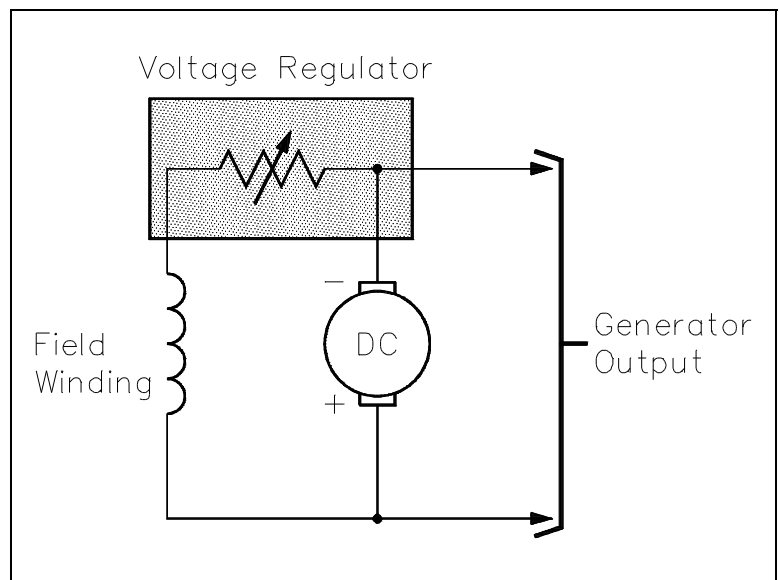 Voltage Regulator
−
DC
+
Field
Winding
Generator
Output